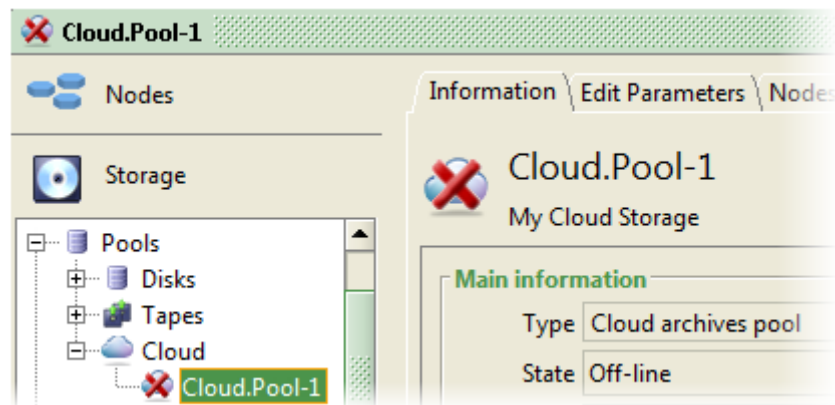 Cloud.Pool-1
Nodes
Storage
Pools
Disks
Tapes
Cloud
Cloud.Pool-1
Information Edit Parameters Nodes
Cloud.Pool-1
My Cloud Storage
Main information
Type Cloud archives pool
State Off-line